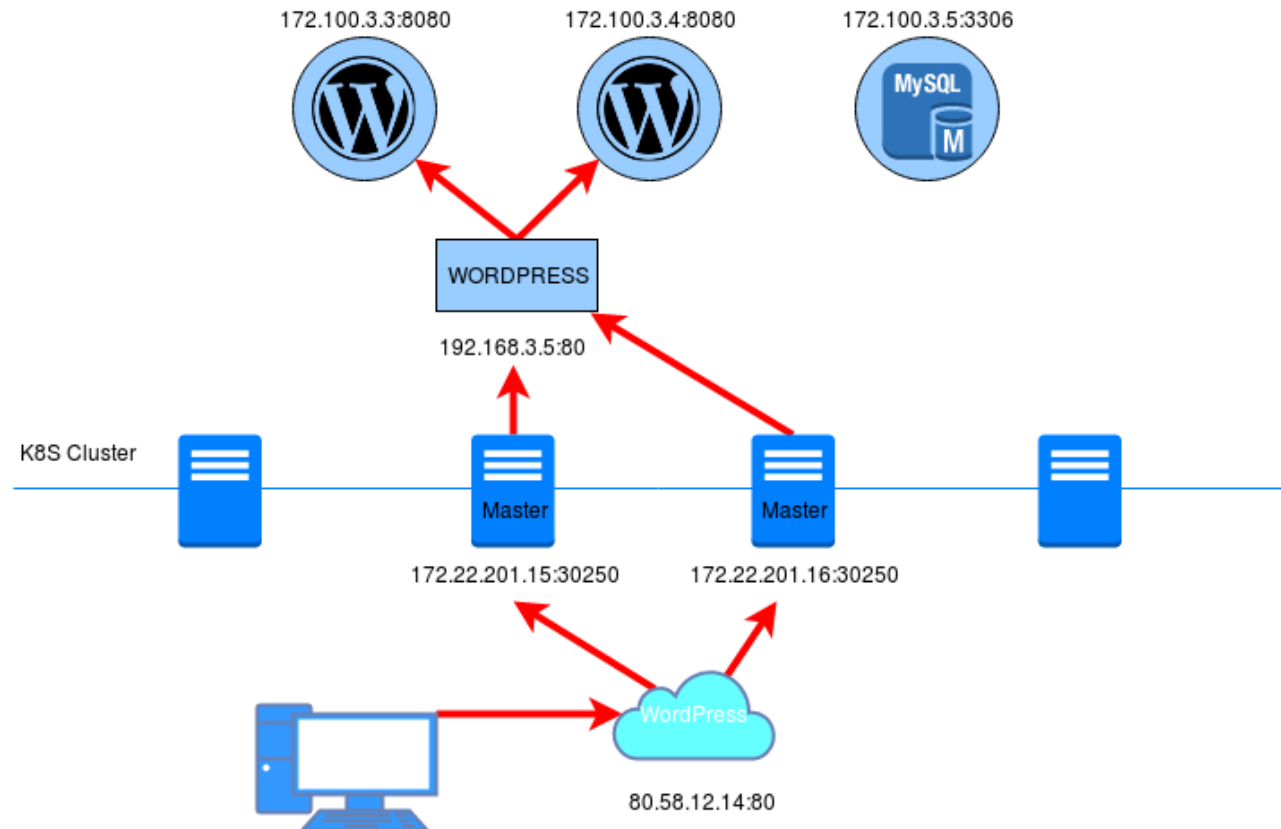 172.100.3.3:8080
172.100.3.4:8080
172.100.3.5:3306
MySQL
M
WORDPRESS
192.168.3.5:80
K8S Cluster
Master
Master
172.22.201.15:30250
172.22.201.16:30250
WordPress
80.58.12.14:80